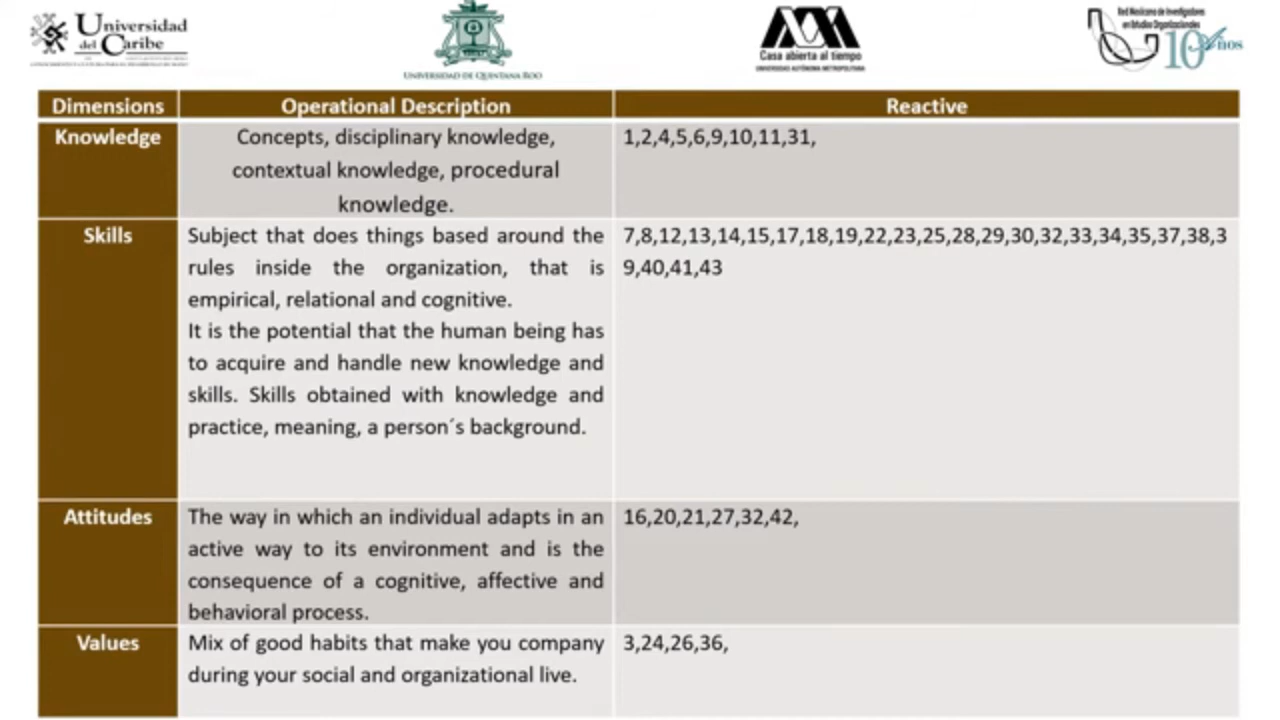 Universidad
del Caribe
UNIVERSIDAD DE QUINTANA ROO
Casa abierta al tiempo
UNIVERSIDAD AUTÓNOMA METROPOLITANA
Red Mexicana de Investigadores
en Estudios Organizacionales
10 Años
Dimensions Operational Description Reactive
Knowledge Concepts, disciplinary knowledge, 1,2,4,5,6,9,10,11,31,
contextual knowledge, procedural
knowledge.
Skills Subject that does things based around the 7,8,12,13,14,15,17,18,19,22,23,25,28,29,30,32,33,34,35,37,38,3
rules inside the organization, that is 9,40,41,43
empirical, relational and cognitive.
It is the potential that the human being has
to acquire and handle new knowledge and
skills. Skills obtained with knowledge and
practice, meaning, a person´s background.
Attitudes The way in which an individual adapts in an 16,20,21,27,32,42,
active way to its environment and is the
consequence of a cognitive, affective and
behavioral process.
Values Mix of good habits that make you company 3,24,26,36,
during your social and organizational live.